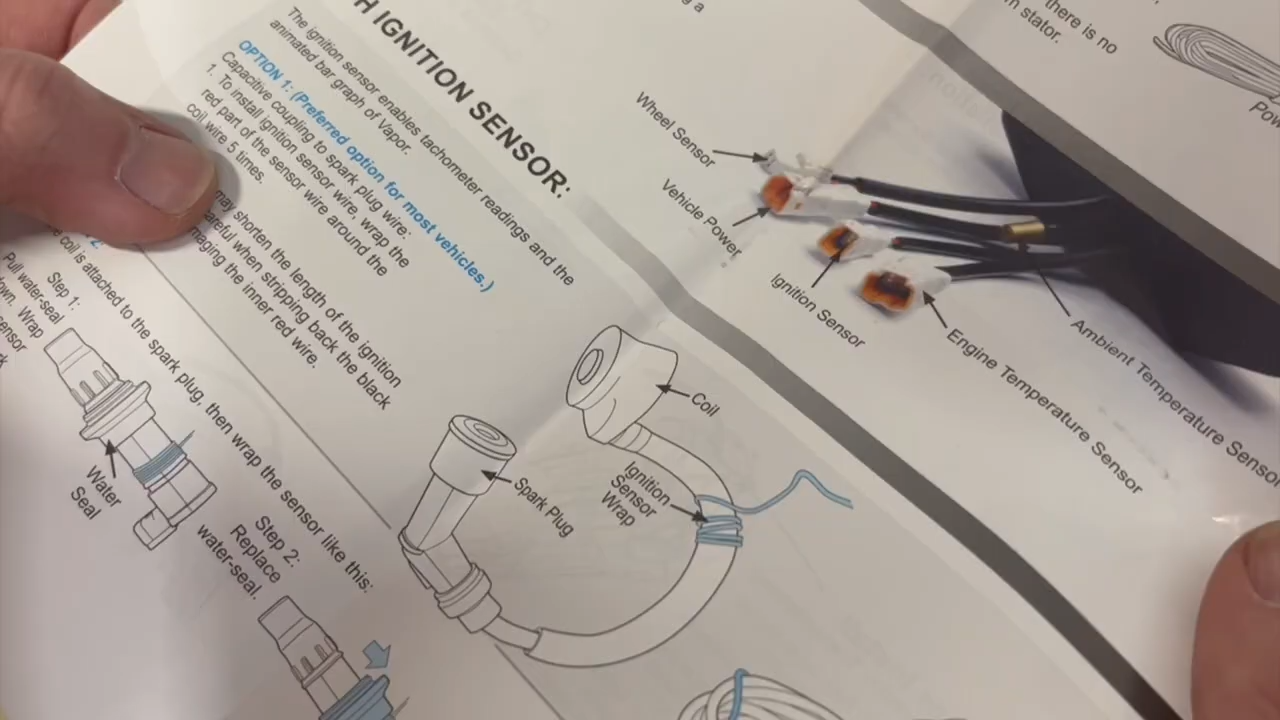 H IGNITION SENSOR:
The ignition sensor enables tachometer readings and the
animated bar graph of Vapor.
OPTION 1: (Preferred option for most vehicles.)
Capacitive coupling to spark plug wire:
1. To install ignition sensor wire, wrap the
red part of the sensor wire around the
coil wire 5 times.
may shorten the length of the ignition
areful when stripping back the black
maging the inner red wire.
coil is attached to the spark plug, then wrap the sensor like this:
Step 1:
Pull water-seal
down. Wrap
sensor
Water
Seal
Step 2:
Replace
water-seal.
Spark Plug
Coil
Ignition
Sensor
Wrap
Wheel Sensor
Vehicle Power
Ignition Sensor
Engine Temperature Sensor
Ambient Temperature Sensor
there is no
m stator.
Pow
g a